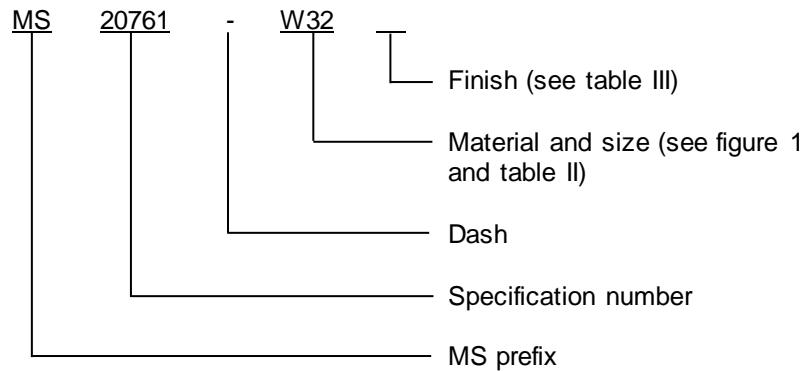 MS 20761 - W32
Finish (see table III)
Material and size (see figure 1
and table II)
Dash
Specification number
MS prefix